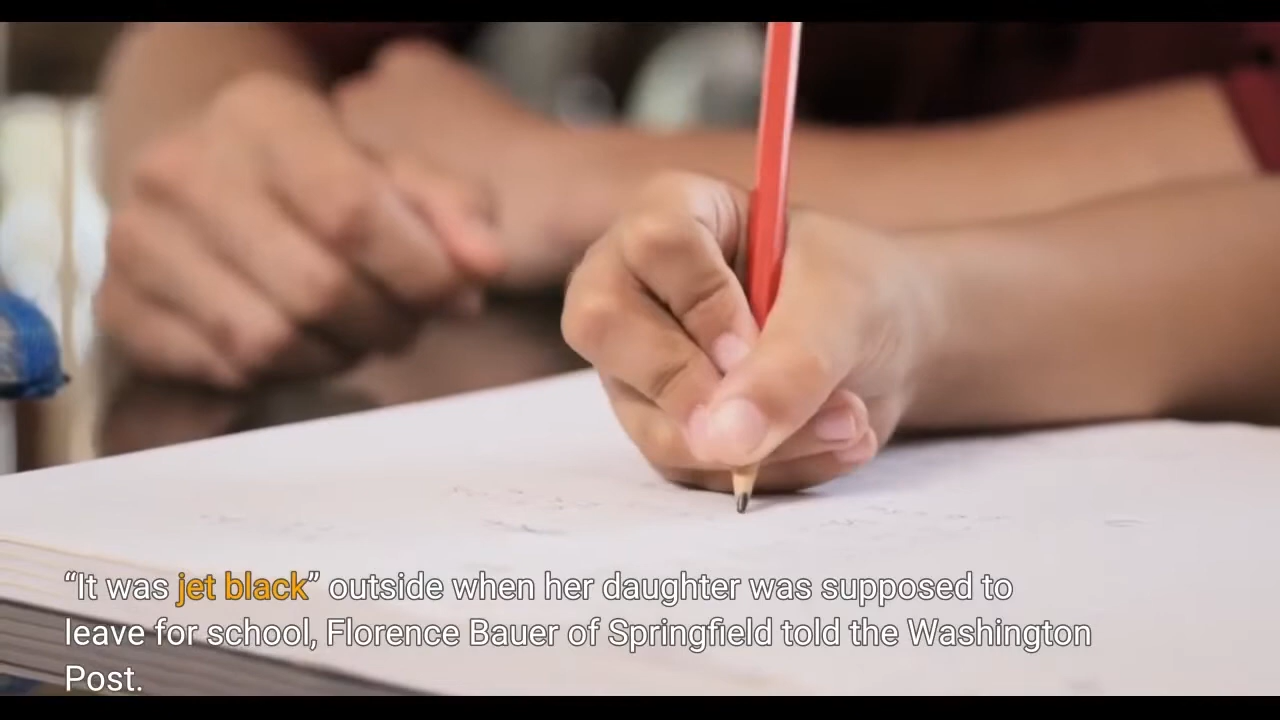 “It was jet black” outside when her daughter was supposed to
leave for school, Florence Bauer of Springfield told the Washington
Post.